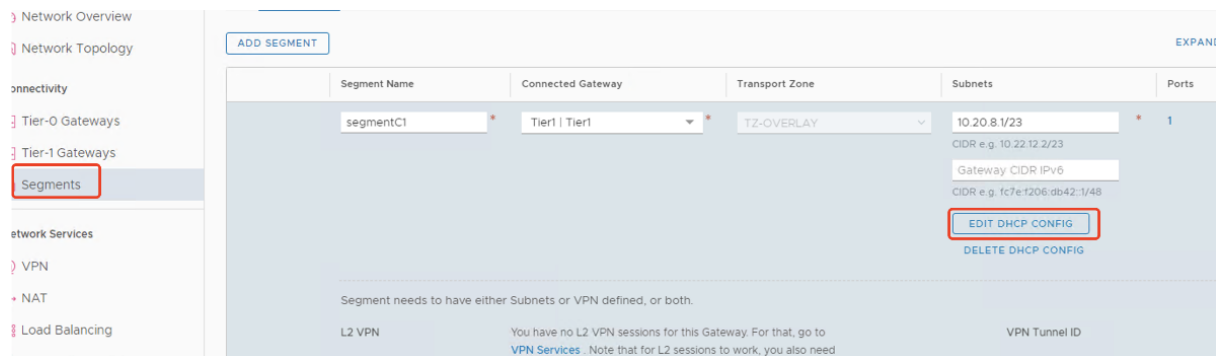 Network Overview
Network Topology
onnectivity
Tier-0 Gateways
Tier-1 Gateways
Segments
etwork Services
VPN
NAT
Load Balancing
ADD SEGMENT
EXPAND
Segment Name
Connected Gateway
Transport Zone
Subnets
Ports
segmentC1 *
Tier1 | Tier1 *
TZ-OVERLAY
10.20.8.1/23 *
1
CIDR e.g. 10.22.12.2/23
Gateway CIDR IPv6
CIDR e.g. fc7e:f206:db42::1/48
EDIT DHCP CONFIG
DELETE DHCP CONFIG
Segment needs to have either Subnets or VPN defined, or both.
L2 VPN
You have no L2 VPN sessions for this Gateway. For that, go to
VPN Services . Note that for L2 sessions to work, you also need
VPN Tunnel ID